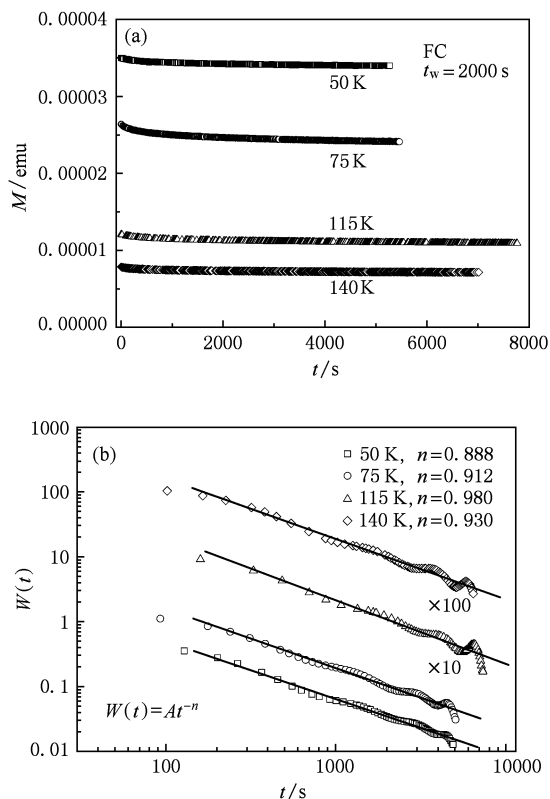 (a)
FC
t_w = 2000 s
0.00004
0.00003
0.00002
0.00001
0.00000
M / emu
50 K
75 K
115 K
140 K
0 2000 4000 6000 8000
t / s
(b)
50 K, n=0.888
75 K, n=0.912
115 K, n=0.980
140 K, n=0.930
1000
100
10
1
0.1
0.01
W(t)
×100
×10
W(t)=At⁻ⁿ
100 1000 10000
t / s